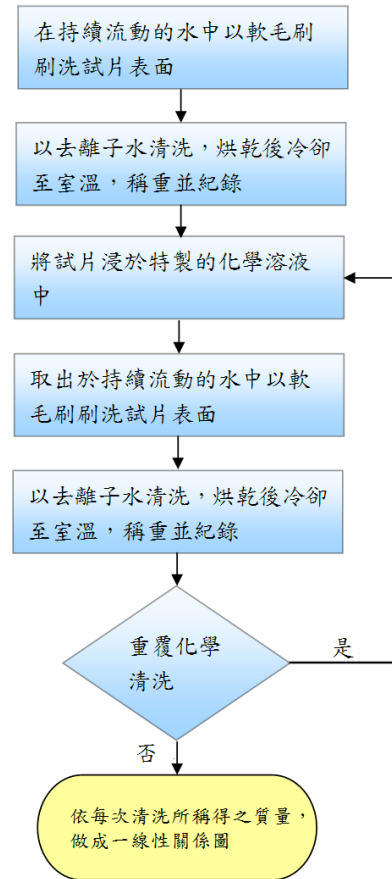 在持續流動的水中以軟毛刷
刷洗試片表面
以去離子水清洗，烘乾後冷卻
至室溫，稱重並紀錄
將試片浸於特製的化學溶液
中
取出於持續流動的水中以軟
毛刷刷洗試片表面
以去離子水清洗，烘乾後冷卻
至室溫，稱重並紀錄
重覆化學
清洗
是
否
依每次清洗所稱得之質量，
做成一線性關係圖